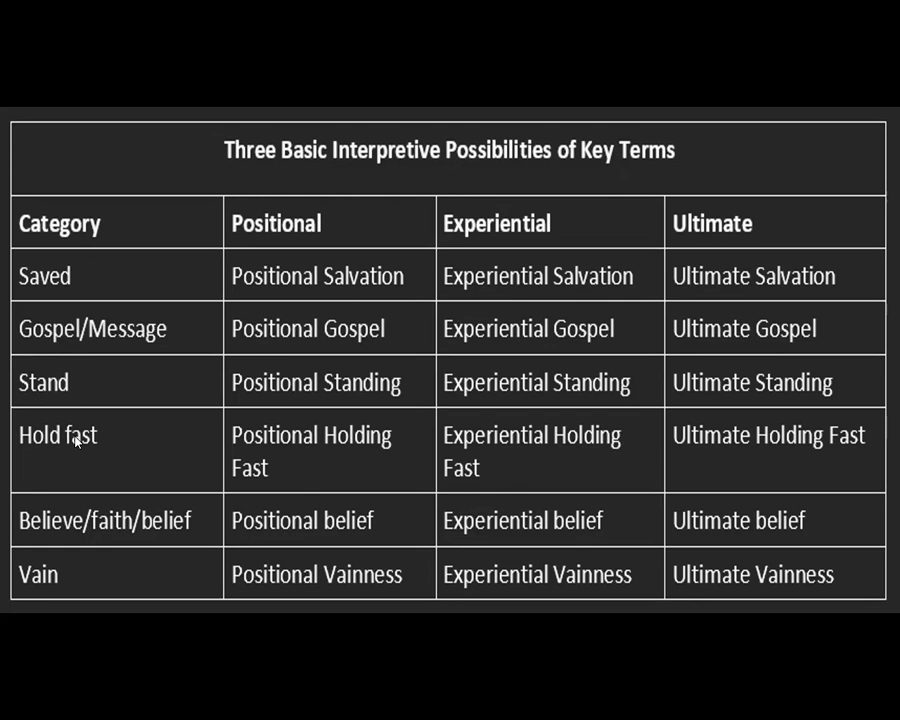 Three Basic Interpretive Possibilities of Key Terms
Category Positional Experiential Ultimate
Saved Positional Salvation Experiential Salvation Ultimate Salvation
Gospel/Message Positional Gospel Experiential Gospel Ultimate Gospel
Stand Positional Standing Experiential Standing Ultimate Standing
Hold fast Positional Holding Experiential Holding Ultimate Holding Fast
Fast Fast
Believe/faith/belief Positional belief Experiential belief Ultimate belief
Vain Positional Vainness Experiential Vainness Ultimate Vainness